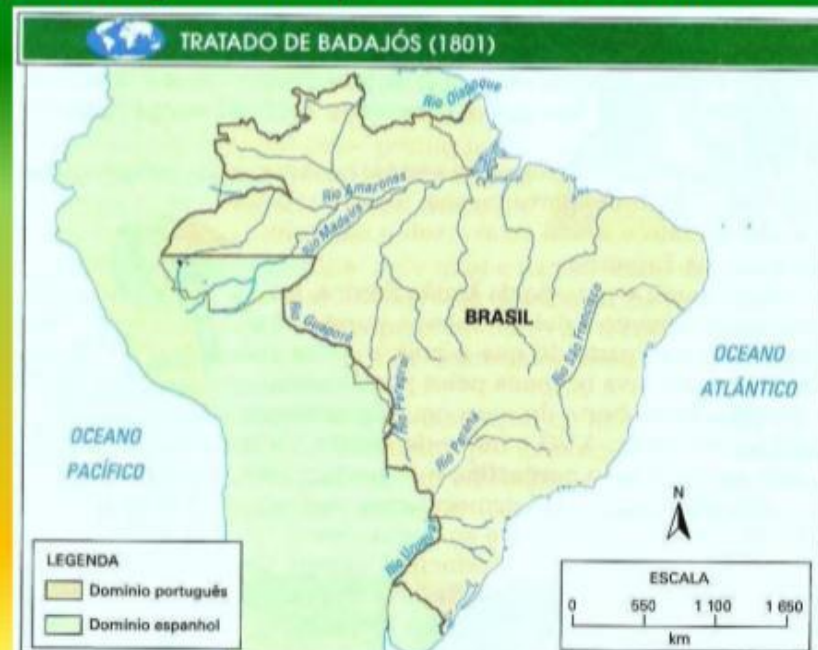 TRATADO DE BADAJÓS (1801)
Rio Oiapoque
Rio Amazonas
Rio Madeira
Rio Guaporé
BRASIL
Rio São Francisco
OCEANO
ATLÂNTICO
Rio Paraguai
Rio Paraná
OCEANO
PACÍFICO
Rio Uruguai
N
LEGENDA
Domínio português
Domínio espanhol
ESCALA
0 550 1 100 1 650
km